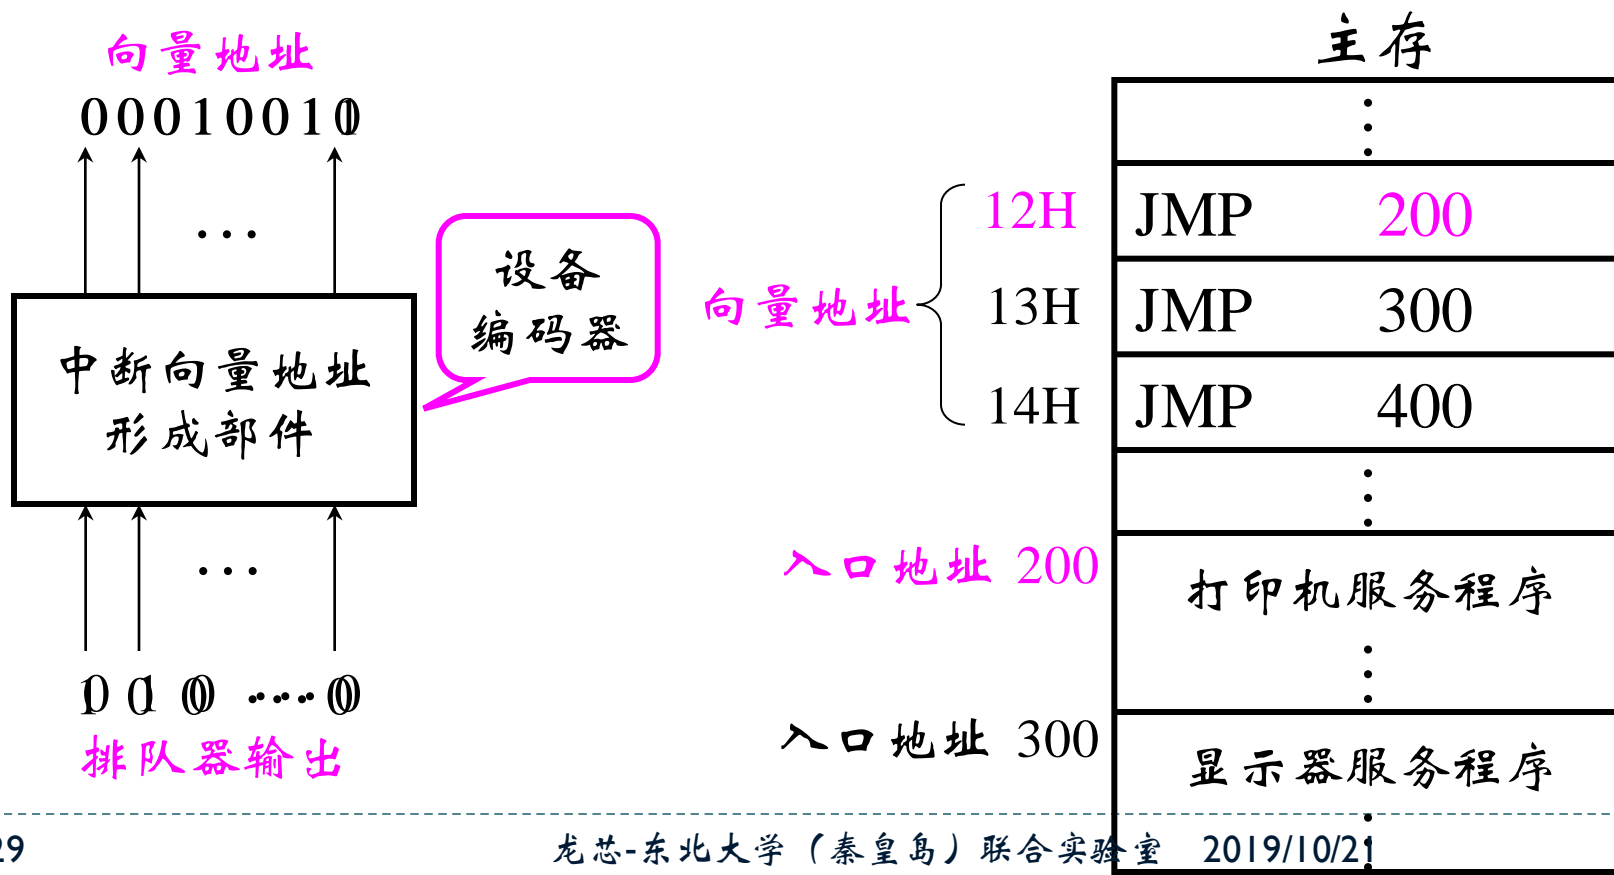 向量地址
0 0 0 1 0 0 1
…
设备
编码器
中断向量地址
形成部件
…
排队器输出
主存
⋮
向量地址
12H JMP 200
13H JMP 300
14H JMP 400
⋮
入口地址 200
打印机服务程序
⋮
入口地址 300
显示器服务程序
29
龙芯-东北大学（秦皇岛）联合实验室 2019/10/21